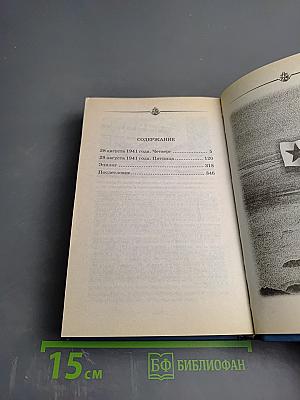 СОДЕРЖАНИЕ
28 августа 1941 года. Четверг 5
29 августа 1941 года. Пятница 120
Эпилог 318
Послесловие 346
15 см
БФ БИБЛИОФАН